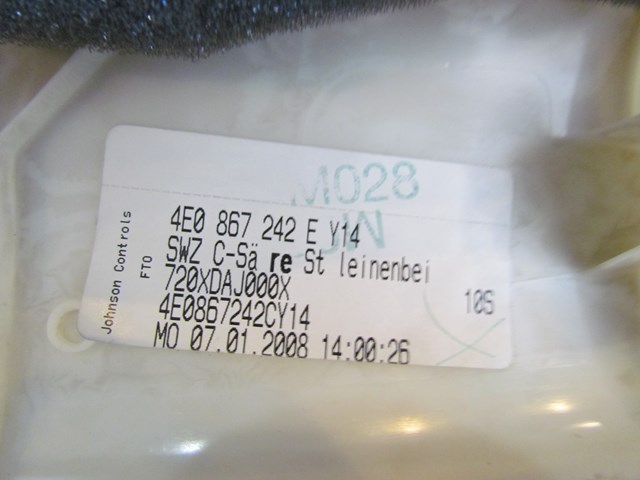 M028
JW
4E0 867 242 E Y14
SWZ C-Sä re St leinenbei
720XDAJ000X
10S
4E0867242CY14
MO 07.01.2008 14:00:26
Johnson Controls
FTO